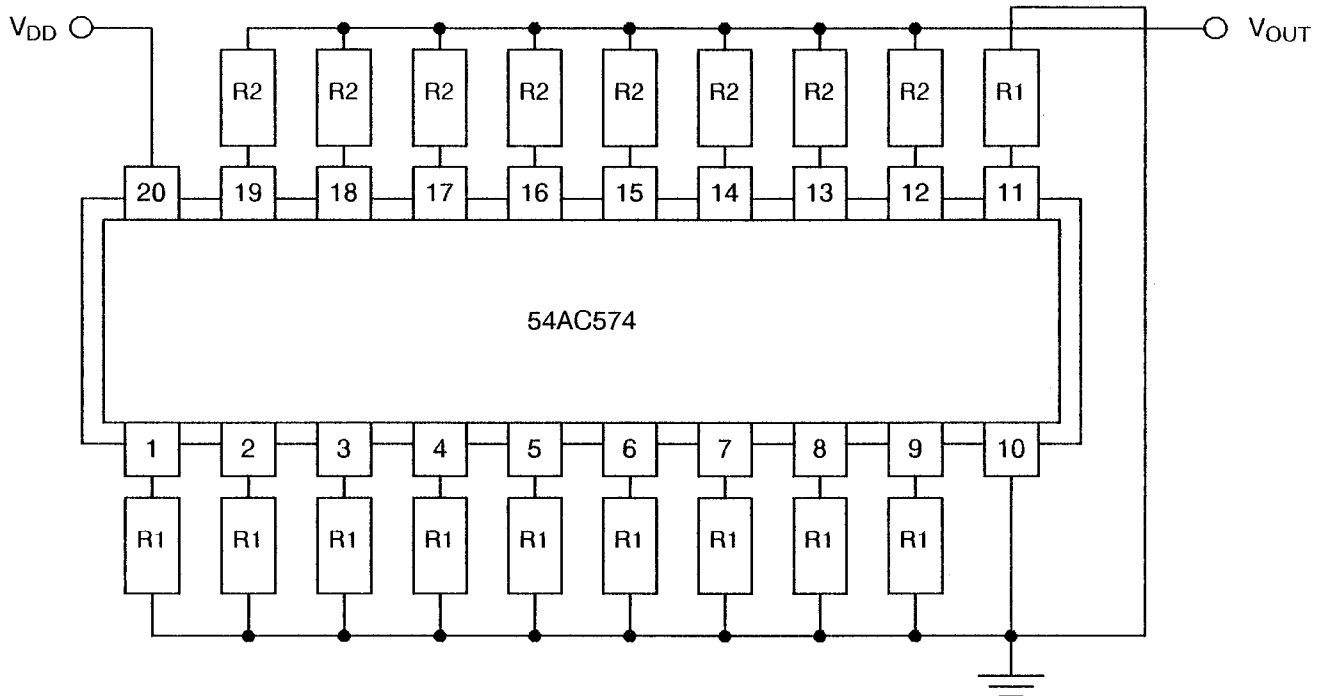 V_DD V_OUT
R2 R2 R2 R2 R2 R2 R2 R2 R1
20 19 18 17 16 15 14 13 12 11
54AC574
1 2 3 4 5 6 7 8 9 10
R1 R1 R1 R1 R1 R1 R1 R1 R1